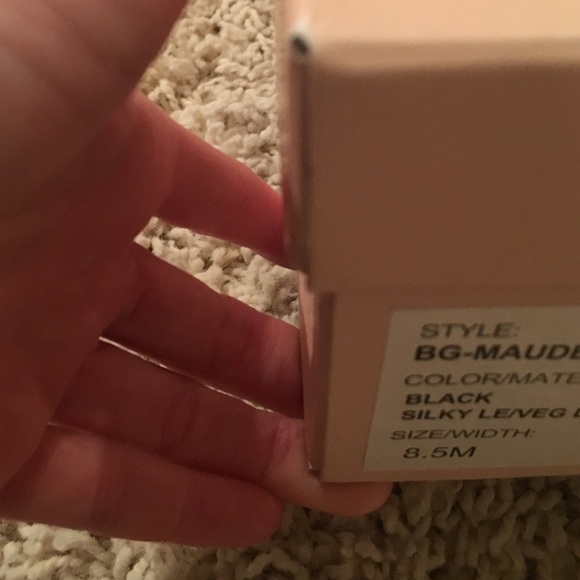 STYLE:
BG-MAUDE
COLOR/MATE
BLACK
SILKY LE/VEG
SIZE/WIDTH:
8.5M